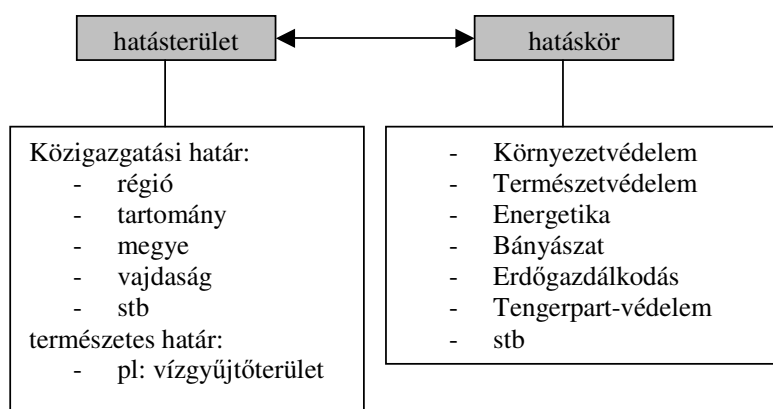 hatásterület
hatáskör
Közigazgatási határ:
- régió
- tartomány
- megye
- vajdaság
- stb
természetes határ:
- pl: vízgyűjtőterület
- Környezetvédelem
- Természetvédelem
- Energetika
- Bányászat
- Erdőgazdálkodás
- Tengerpart-védelem
- stb